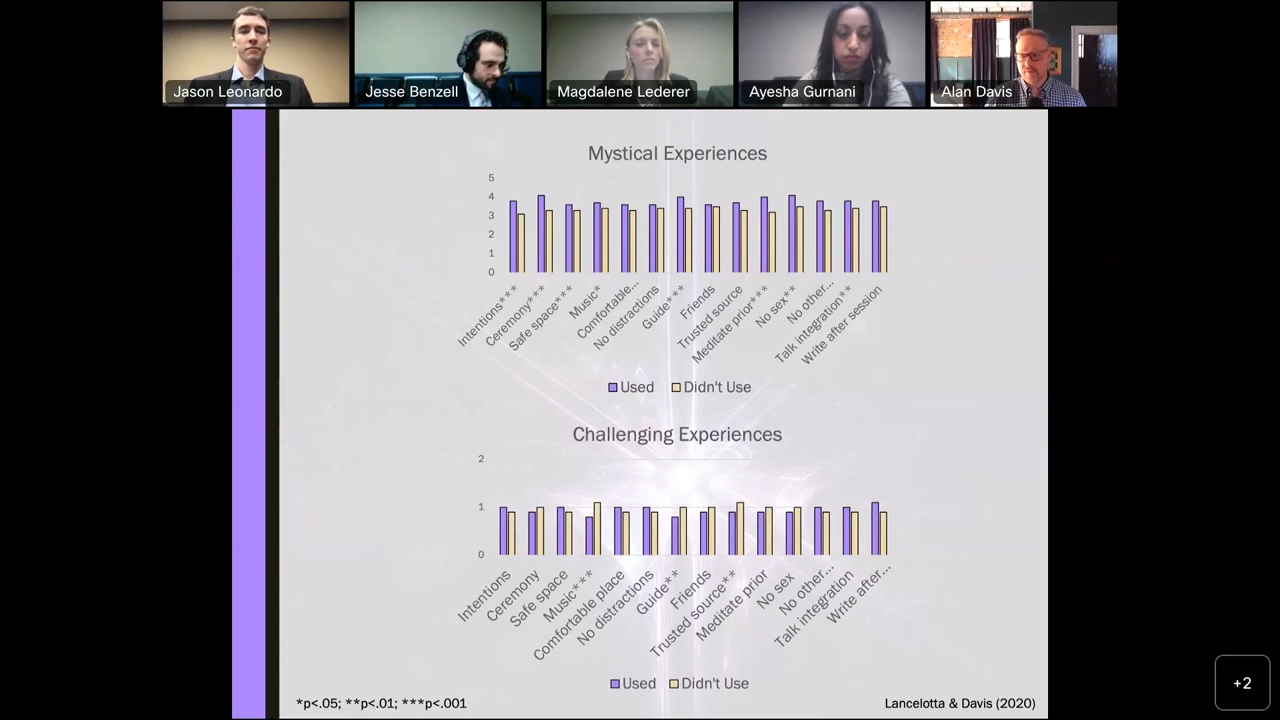 Jason Leonardo
Jesse Benzell
Magdalene Lederer
Ayesha Gurnani
Alan Davis
Mystical Experiences
5
4
3
2
1
0
Intentions***
Ceremony***
Safe space***
Music*
Comfortable...
No distractions
Guide***
Friends
Trusted source
Meditate prior***
No sex**
No other...
Talk integration**
Write after session
Used
Didn't Use
Challenging Experiences
2
1
0
Intentions
Ceremony
Safe space
Music***
Comfortable place
No distractions
Guide**
Friends
Trusted source**
Meditate prior
No sex
No other...
Talk integration
Write after...
Used
Didn't Use
*p<.05; **p<.01; ***p<.001
Lancelotta & Davis (2020)
+2